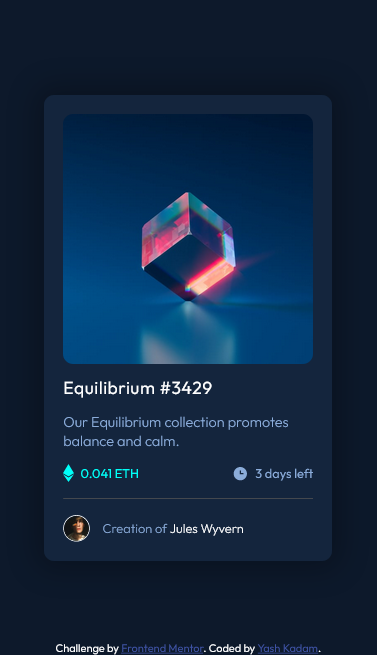 Equilibrium #3429
Our Equilibrium collection promotes
balance and calm.
0.041 ETH 3 days left
Creation of Jules Wyvern
Challenge by Frontend Mentor. Coded by Yash Kadam.